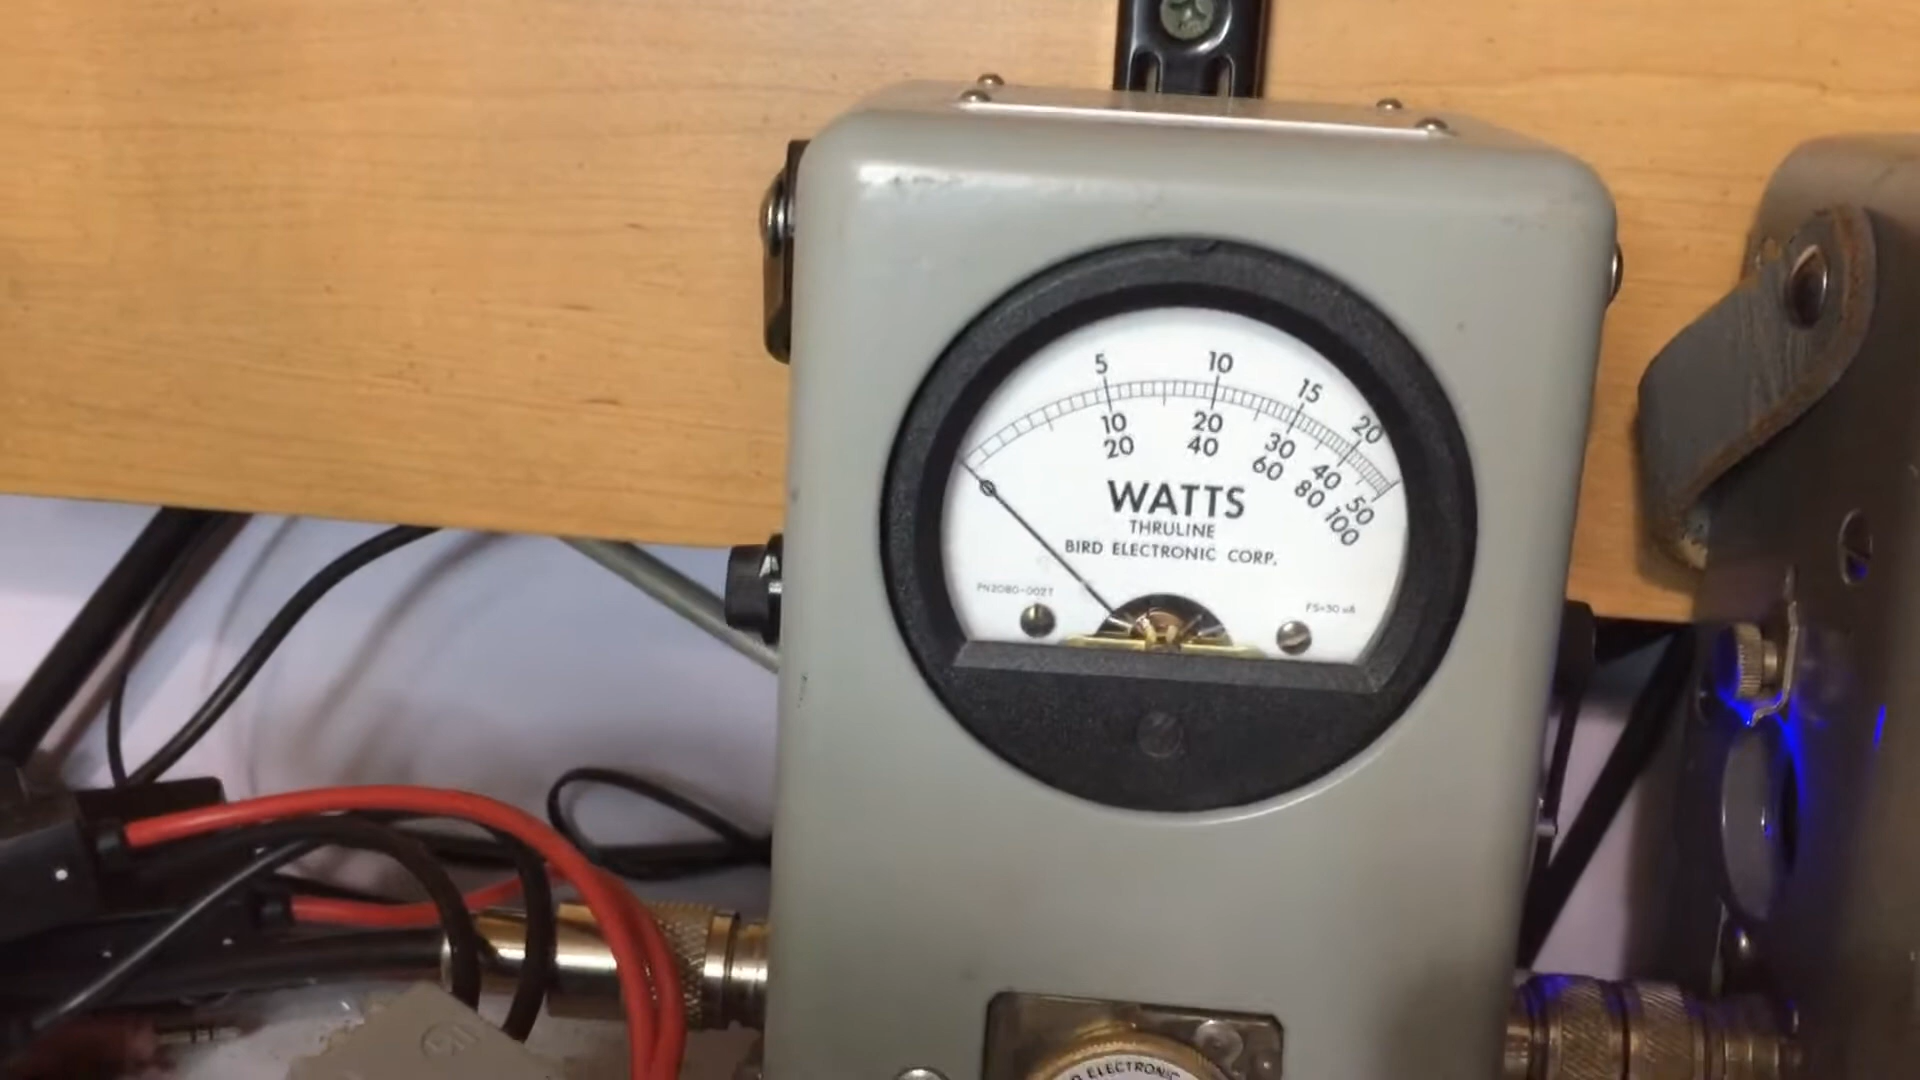 5 10 15 20
10 20 30 40 50
20 40 60 80 100
WATTS
THRULINE
BIRD ELECTRONIC CORP.
PN2080-002T
FS=30 uA
ELECTRONIC